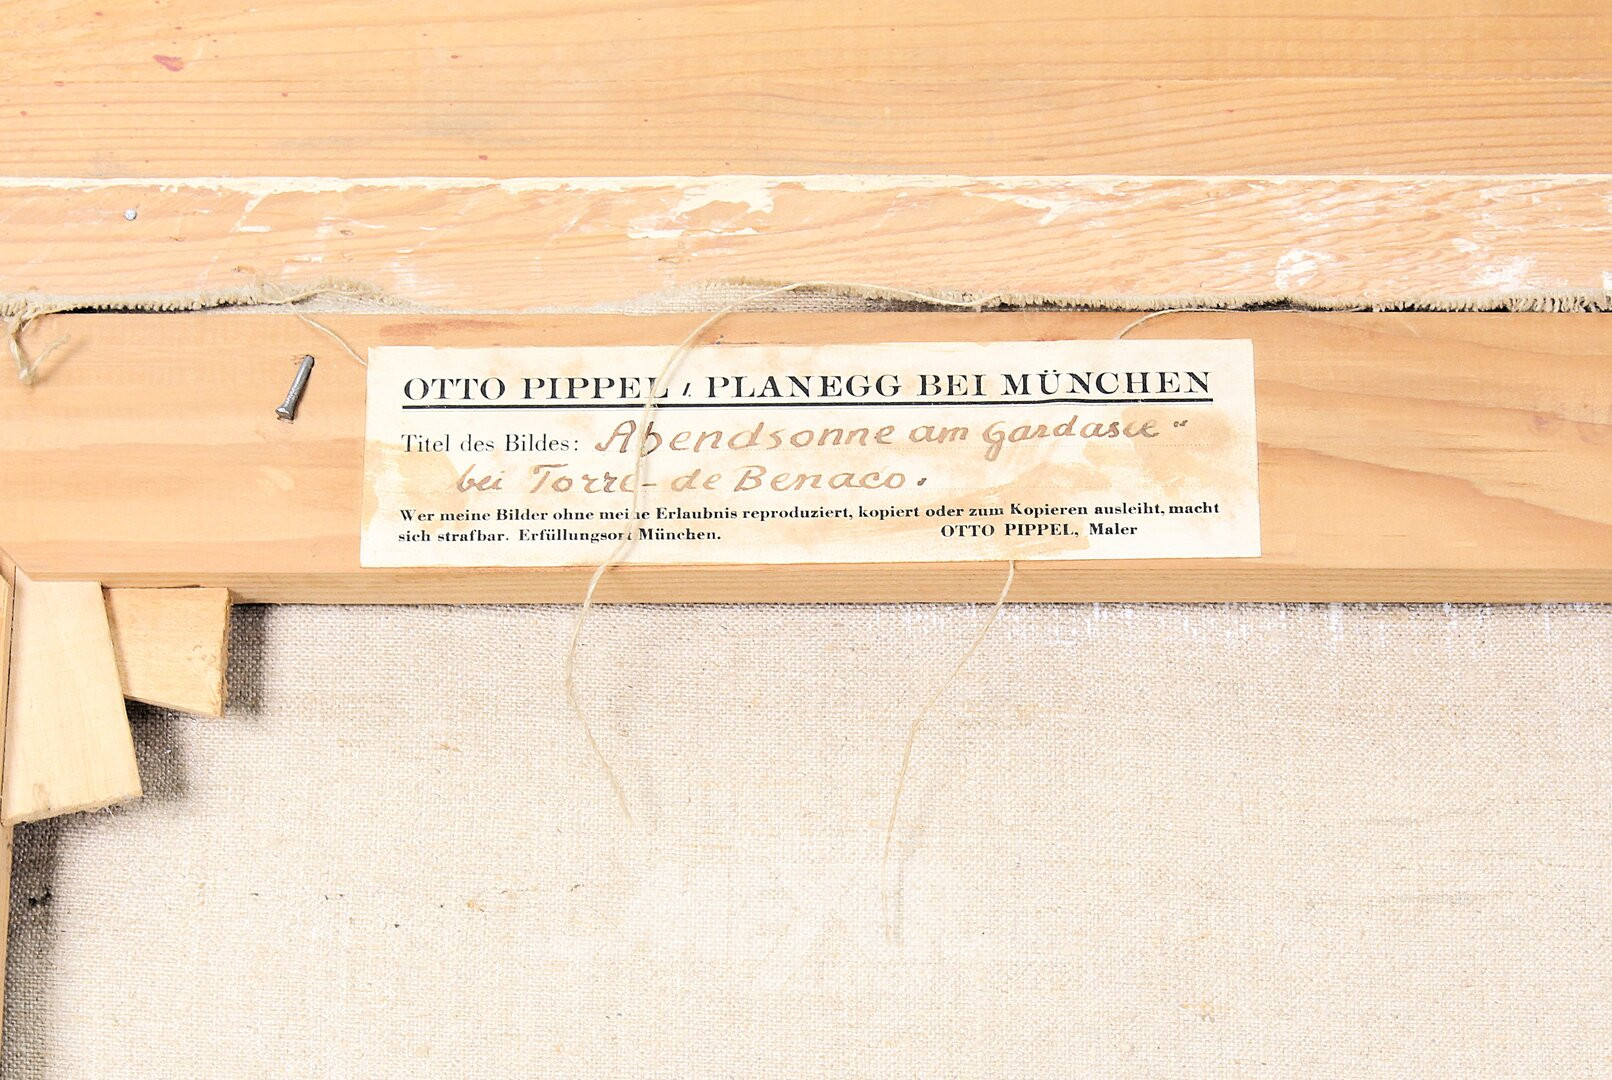 OTTO PIPPEL / PLANEGG BEI MÜNCHEN
Titel des Bildes: Abendsonne am Gardasee"
bei Torre-de Benaco.
Wer meine Bilder ohne meine Erlaubnis reproduziert, kopiert oder zum Kopieren ausleiht, macht
sich strafbar. Erfüllungsort München. OTTO PIPPEL, Maler